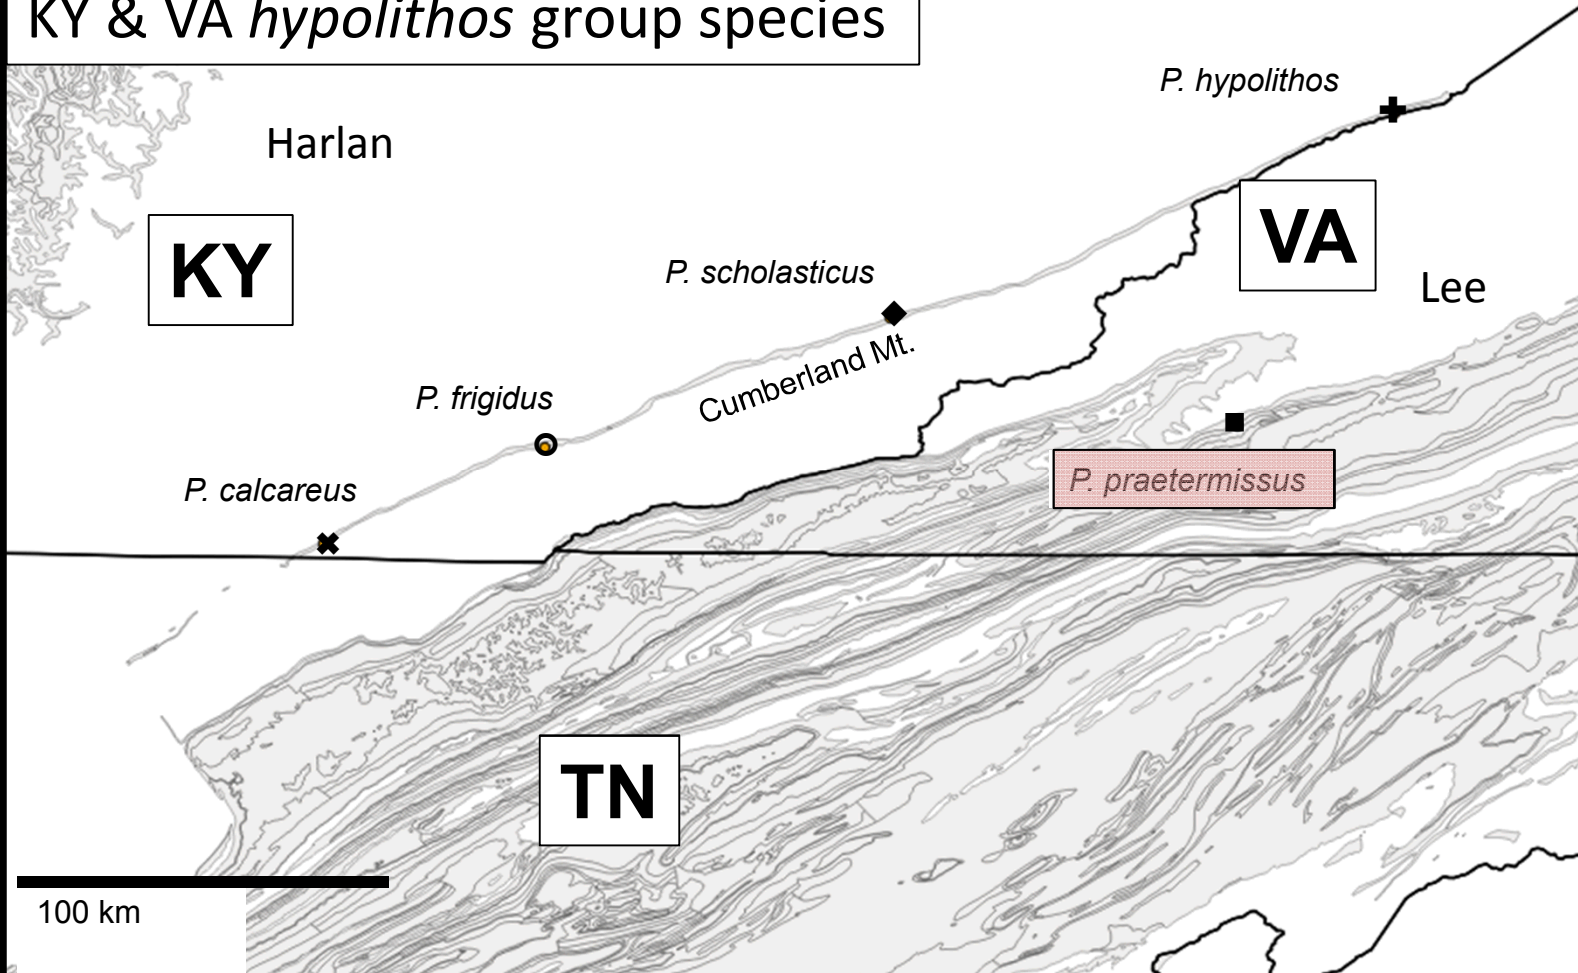 KY & VA hypolithos group species
P. hypolithos
Harlan
KY
VA
P. scholasticus
Lee
Cumberland Mt.
P. frigidus
P. praetermissus
P. calcareus
TN
100 km